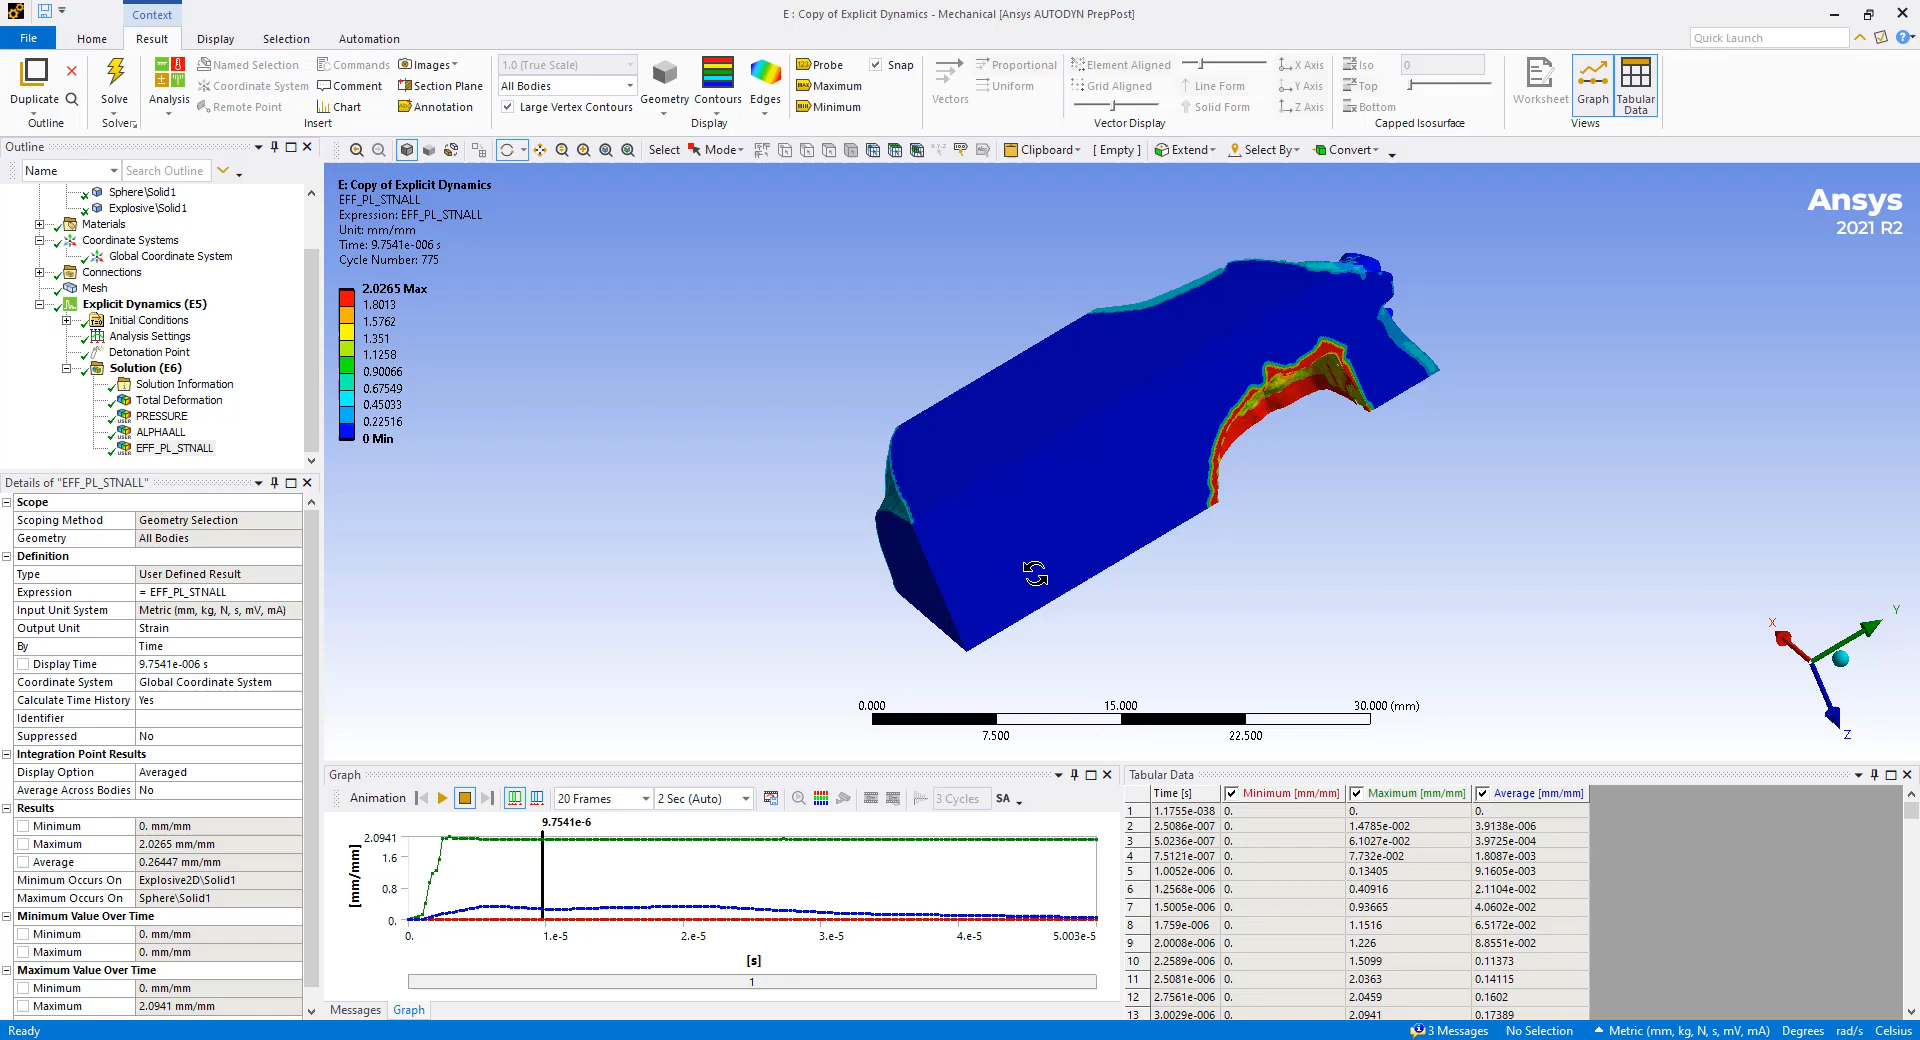 Context
E : Copy of Explicit Dynamics - Mechanical [Ansys AUTODYN PrepPost]
File Home Result Display Selection Automation Quick Launch
Duplicate Solve Analysis
Outline Solver
Named Selection Commands Images
Coordinate System Comment Section Plane
Remote Point Chart Annotation
Insert
1.0 (True Scale)
All Bodies
Large Vertex Contours
Geometry Contours Edges
Display
Probe Snap
Maximum
Minimum
Vectors Proportional
Uniform
Element Aligned X Axis
Grid Aligned Line Form Y Axis
Solid Form Z Axis
Vector Display
Iso 0
Top
Bottom
Capped Isosurface
Worksheet Graph Tabular Data
Views
Outline
Name Search Outline
Select Mode Clipboard [ Empty ] Extend Select By Convert
Sphere\Solid1
Explosive\Solid1
Materials
Coordinate Systems
Global Coordinate System
Connections
Mesh
Explicit Dynamics (E5)
Initial Conditions
Analysis Settings
Detonation Point
Solution (E6)
Solution Information
Total Deformation
PRESSURE
ALPHAALL
EFF_PL_STNALL
Details of "EFF_PL_STNALL"
Scope
Scoping Method Geometry Selection
Geometry All Bodies
Definition
Type User Defined Result
Expression = EFF_PL_STNALL
Input Unit System Metric (mm, kg, N, s, mV, mA)
Output Unit Strain
By Time
Display Time 9.7541e-006 s
Coordinate System Global Coordinate System
Calculate Time History Yes
Identifier
Suppressed No
Integration Point Results
Display Option Averaged
Average Across Bodies No
Results
Minimum 0. mm/mm
Maximum 2.0265 mm/mm
Average 0.26447 mm/mm
Minimum Occurs On Explosive2D\Solid1
Maximum Occurs On Sphere\Solid1
Minimum Value Over Time
Minimum 0. mm/mm
Maximum 0. mm/mm
Maximum Value Over Time
Minimum 0. mm/mm
Maximum 2.0941 mm/mm
E: Copy of Explicit Dynamics
EFF_PL_STNALL
Expression: EFF_PL_STNALL
Unit: mm/mm
Time: 9.7541e-006 s
Cycle Number: 775
2.0265 Max
1.8013
1.5762
1.351
1.1258
0.90066
0.67549
0.45033
0.22516
0 Min
Ansys
2021 R2
X Y Z
0.000 15.000 30.000 (mm)
7.500 22.500
Graph
Animation 20 Frames 2 Sec (Auto) 3 Cycles SA
9.7541e-6
2.0941
1.6
0.8
0.
[mm/mm]
0. 1.e-5 2.e-5 3.e-5 4.e-5 5.003e-5
[s]
1
Messages Graph
Tabular Data
Time [s] Minimum [mm/mm] Maximum [mm/mm] Average [mm/mm]
1 1.1755e-038 0. 0. 0.
2 2.5086e-007 0. 1.4785e-002 3.9138e-006
3 5.0236e-007 0. 6.1027e-002 3.9725e-004
4 7.5121e-007 0. 7.732e-002 1.8087e-003
5 1.0052e-006 0. 0.13405 9.1605e-003
6 1.2568e-006 0. 0.40916 2.1104e-002
7 1.5005e-006 0. 0.93665 4.0602e-002
8 1.759e-006 0. 1.1516 6.5172e-002
9 2.0008e-006 0. 1.226 8.8551e-002
10 2.2589e-006 0. 1.5099 0.11373
11 2.5081e-006 0. 2.0363 0.14115
12 2.7561e-006 0. 2.0459 0.1602
13 3.0029e-006 0. 2.0941 0.17389
Ready 3 Messages No Selection Metric (mm, kg, N, s, mV, mA) Degrees rad/s Celsius